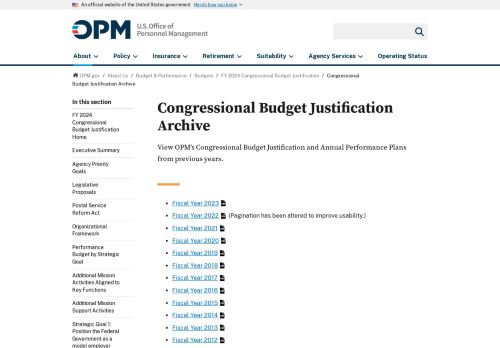 An official website of the United States government Here's how you know
OPM
U.S. Office of
Personnel Management
About
Policy
Insurance
Retirement
Suitability
Agency Services
Operating Status
OPM.gov / About Us / Budget & Performance / Budgets / FY 2024 Congressional Budget Justification / Congressional
Budget Justification Archive
In this section
FY 2024
Congressional
Budget Justification
Home
Executive Summary
Agency Priority
Goals
Legislative
Proposals
Postal Service
Reform Act
Organizational
Framework
Performance
Budget by Strategic
Goal
Additional Mission
Activities Aligned to
Key Functions
Additional Mission
Support Activities
Strategic Goal 1:
Position the Federal
Government as a
model employer
Congressional Budget Justification
Archive
View OPM's Congressional Budget Justification and Annual Performance Plans
from previous years.
Fiscal Year 2023
Fiscal Year 2022 (Pagination has been altered to improve usability.)
Fiscal Year 2021
Fiscal Year 2020
Fiscal Year 2019
Fiscal Year 2018
Fiscal Year 2017
Fiscal Year 2016
Fiscal Year 2015
Fiscal Year 2014
Fiscal Year 2013
Fiscal Year 2012